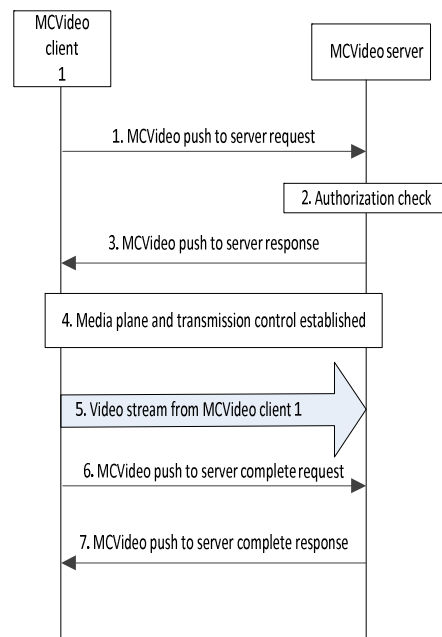 MCVideo
client
1
MCVideo server
1. MCVideo push to server request
2. Authorization check
3. MCVideo push to server response
4. Media plane and transmission control established
5. Video stream from MCVideo client 1
6. MCVideo push to server complete request
7. MCVideo push to server complete response